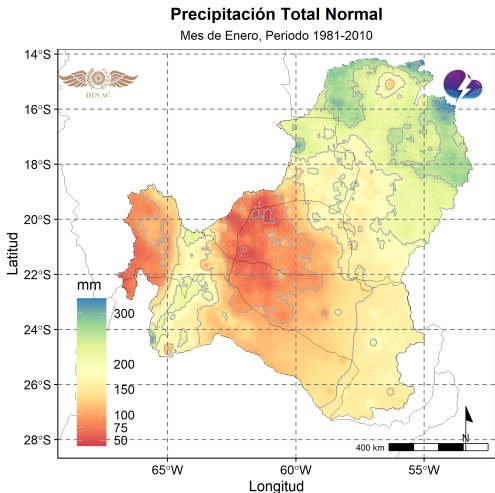 Precipitación Total Normal
Mes de Enero, Periodo 1981-2010
14°S
16°S
18°S
20°S
22°S
24°S
26°S
28°S
Latitud
DINAC
mm
300
200
150
100
75
50
N
400 km
65°W
60°W
55°W
Longitud